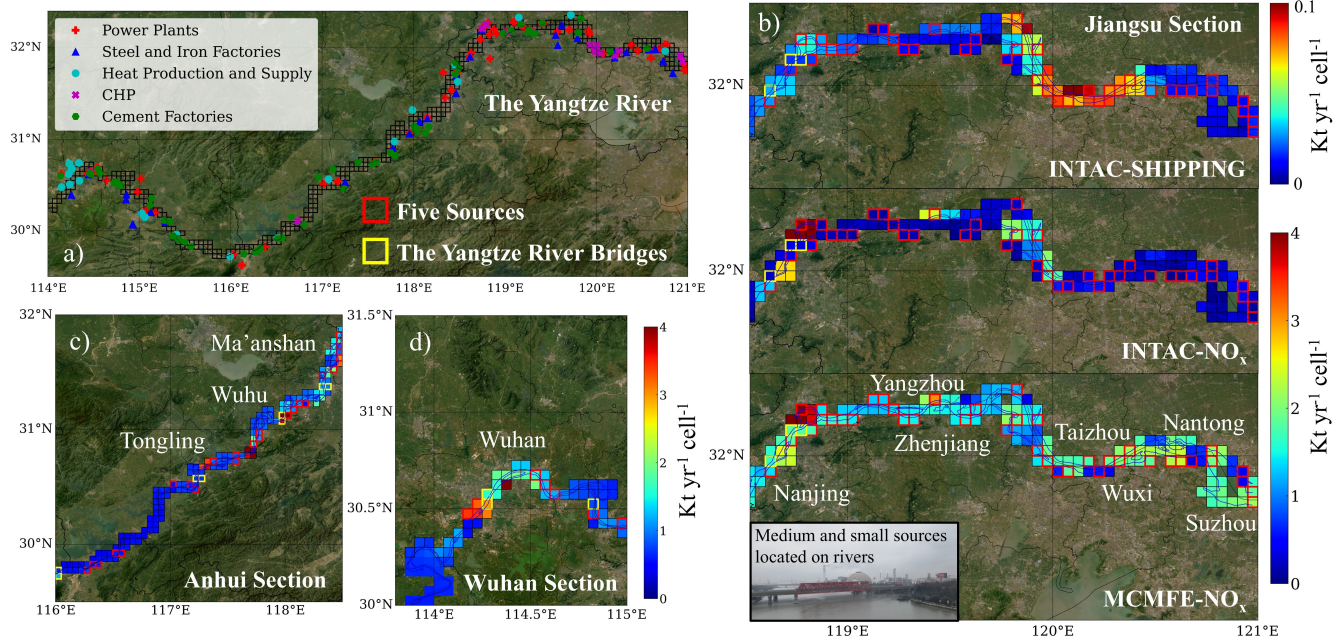 32°N
31°N
30°N
114°E
115°E
116°E
117°E
118°E
119°E
120°E
121°E
Power Plants
Steel and Iron Factories
Heat Production and Supply
CHP
Cement Factories
The Yangtze River
Five Sources
The Yangtze River Bridges
a)
b)
Jiangsu Section
32°N
INTAC-SHIPPING
0.1
0
Kt yr⁻¹ cell⁻¹
32°N
INTAC-NOₓ
32°N
Yangzhou
Zhenjiang
Taizhou
Nantong
Nanjing
Wuxi
Suzhou
Medium and small sources
located on rivers
MCMFE-NOₓ
119°E
120°E
121°E
4
3
2
1
0
Kt yr⁻¹ cell⁻¹
32°N
31°N
30°N
c)
Ma’anshan
Wuhu
Tongling
Anhui Section
116°E
117°E
118°E
31.5°N
31°N
30.5°N
30°N
d)
Wuhan
Wuhan Section
114°E
114.5°E
115°E
4
3
2
1
0
Kt yr⁻¹ cell⁻¹